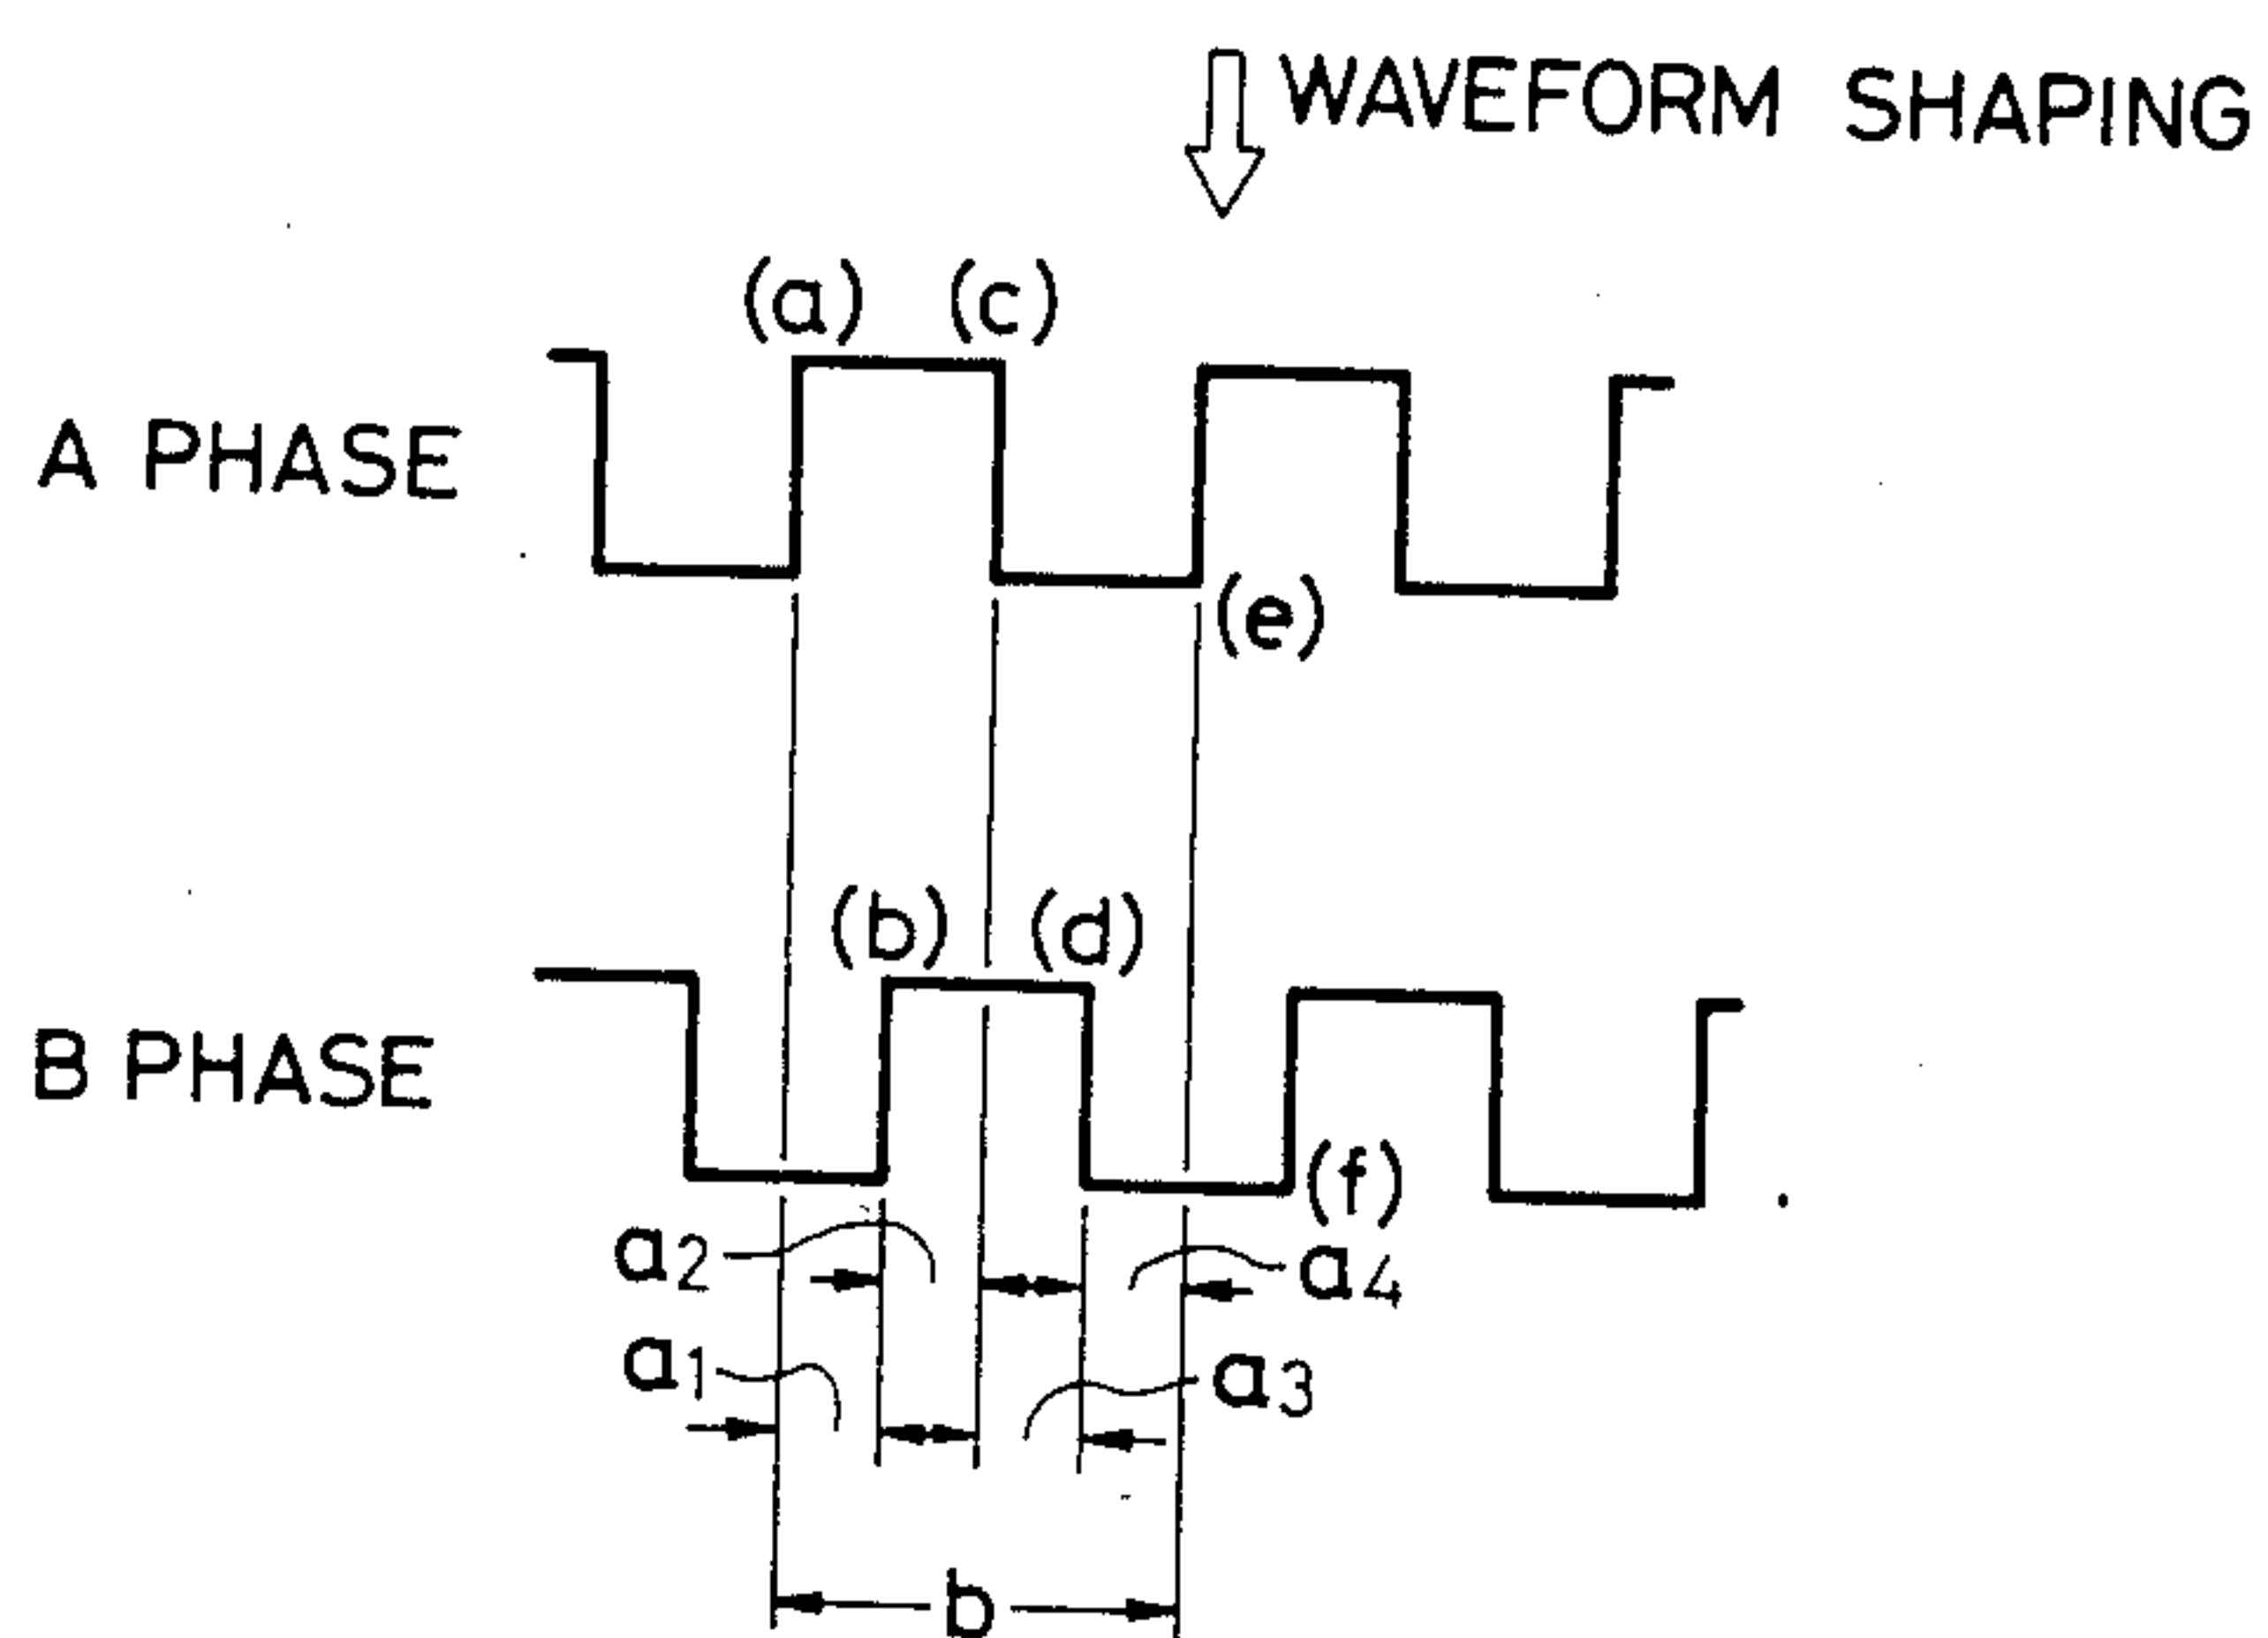 WAVEFORM SHAPING
(a) (c)
A PHASE
(e)
(b) (d)
B PHASE
(f)
a2 a4
a1 a3
b